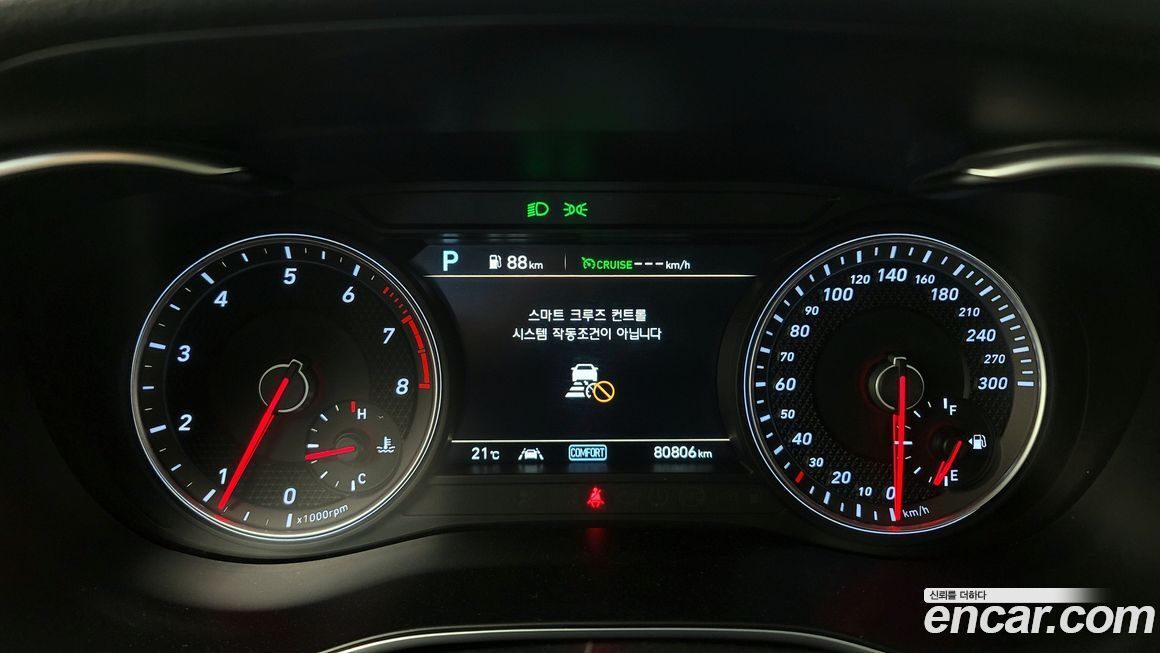 P 88km CRUISE---km/h
스마트 크루즈 컨트롤
시스템 작동조건이 아닙니다
21℃ COMFORT 80806km
0 1 2 3 4 5 6 7 8
x1000rpm
H
C
0 10 20 30 40 50 60 70 80 90 100 120 140 160 180 210 240 270 300
km/h
F
E
신뢰를 더하다
encar.com